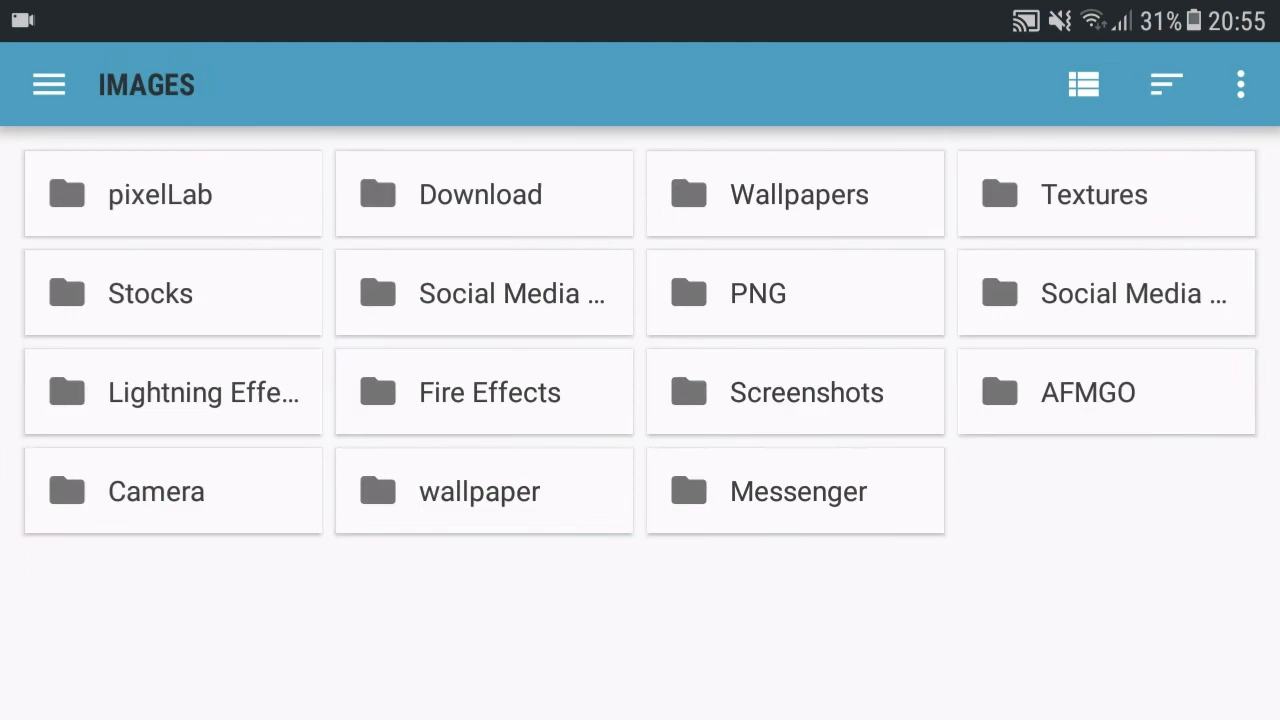 31% 20:55
IMAGES
pixelLab
Download
Wallpapers
Textures
Stocks
Social Media ...
PNG
Social Media ...
Lightning Effe...
Fire Effects
Screenshots
AFMGO
Camera
wallpaper
Messenger